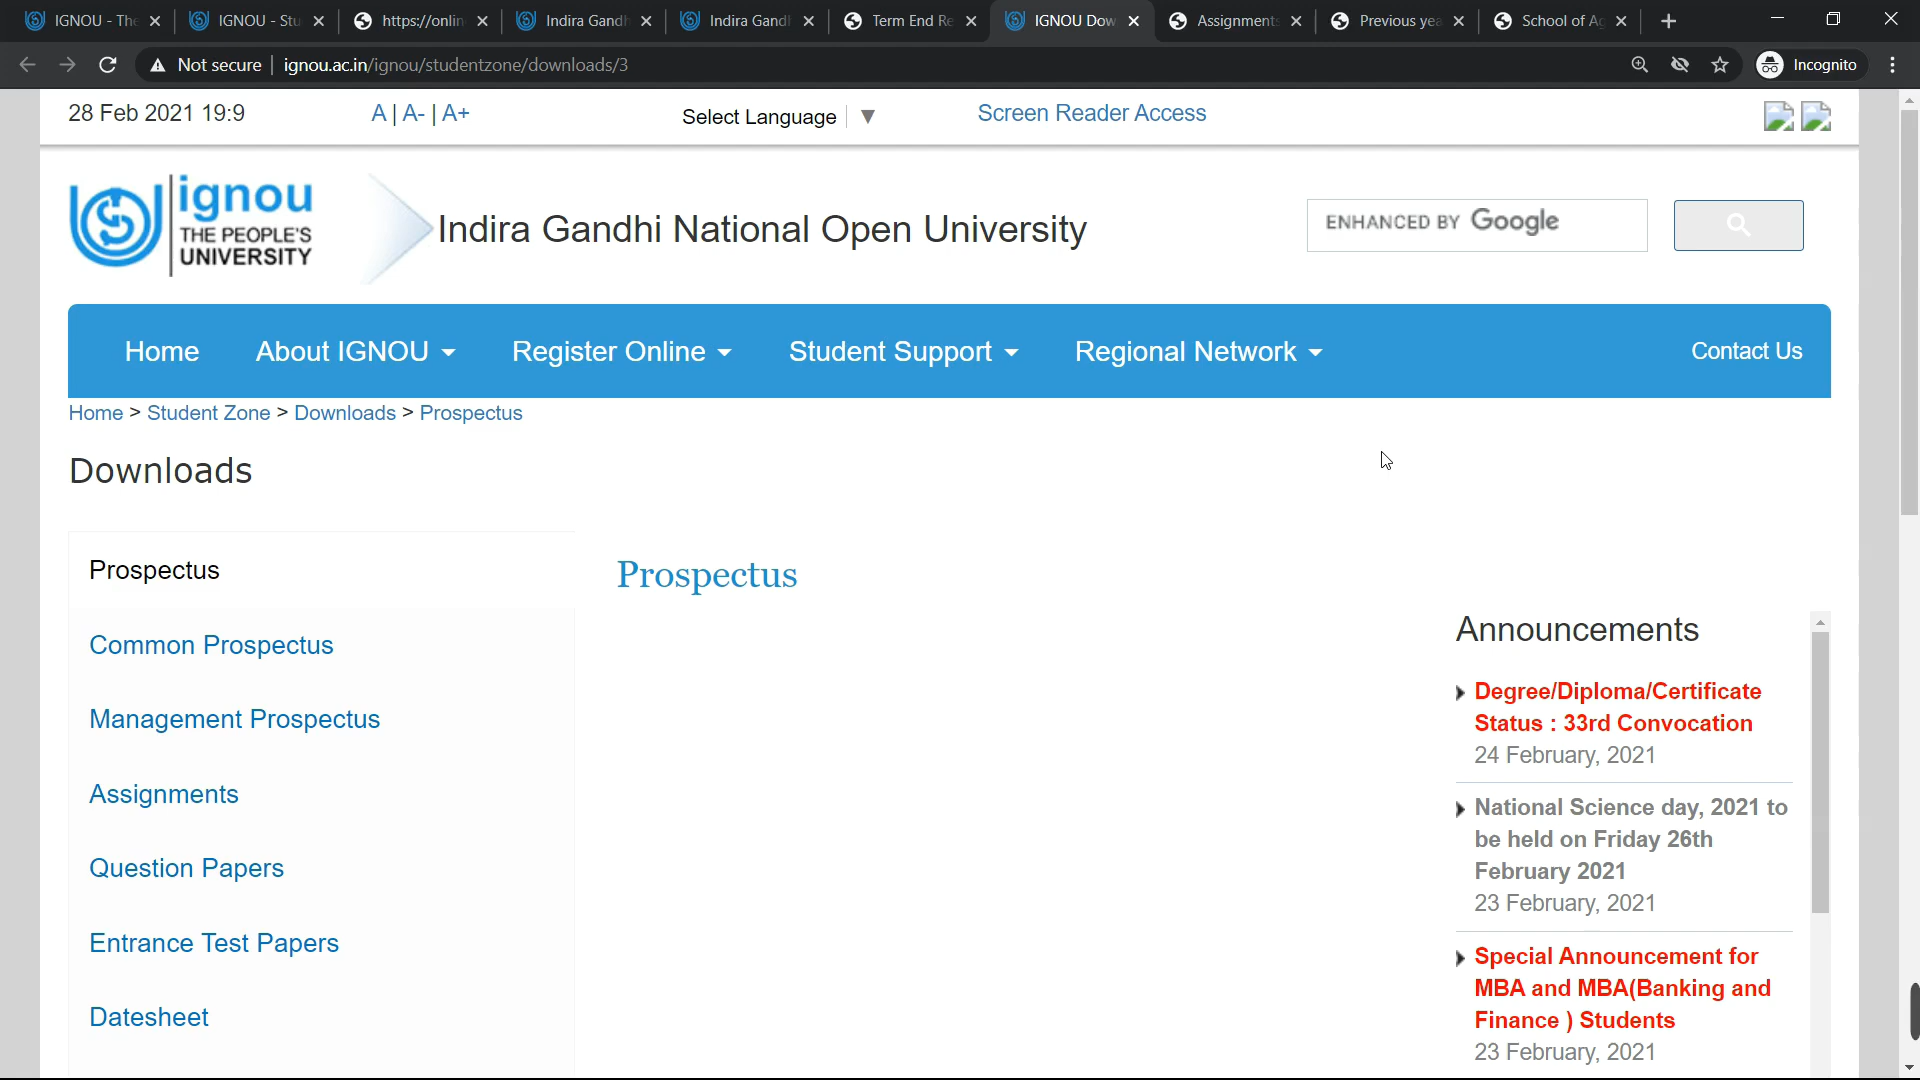 IGNOU - The
IGNOU - Stu
https://onlin
Indira Gandh
Indira Gandh
Term End Re
IGNOU Dow
Assignments
Previous yea
School of Ag
Not secure
ignou.ac.in/ignou/studentzone/downloads/3
Incognito
28 Feb 2021 19:9
A | A- | A+
Select Language
Screen Reader Access
ignou
THE PEOPLE'S
UNIVERSITY
Indira Gandhi National Open University
ENHANCED BY Google
Home
About IGNOU
Register Online
Student Support
Regional Network
Contact Us
Home > Student Zone > Downloads > Prospectus
Downloads
Prospectus
Common Prospectus
Management Prospectus
Assignments
Question Papers
Entrance Test Papers
Datesheet
Prospectus
Announcements
Degree/Diploma/Certificate
Status : 33rd Convocation
24 February, 2021
National Science day, 2021 to
be held on Friday 26th
February 2021
23 February, 2021
Special Announcement for
MBA and MBA(Banking and
Finance ) Students
23 February, 2021